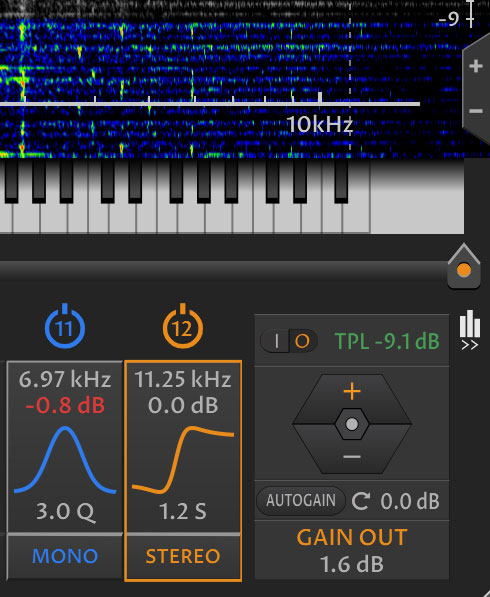 -9
+
−
10kHz
11
12
6.97 kHz
-0.8 dB
3.0 Q
MONO
11.25 kHz
0.0 dB
1.2 S
STEREO
I O
TPL -9.1 dB
+
−
AUTOGAIN
0.0 dB
GAIN OUT
1.6 dB
>>